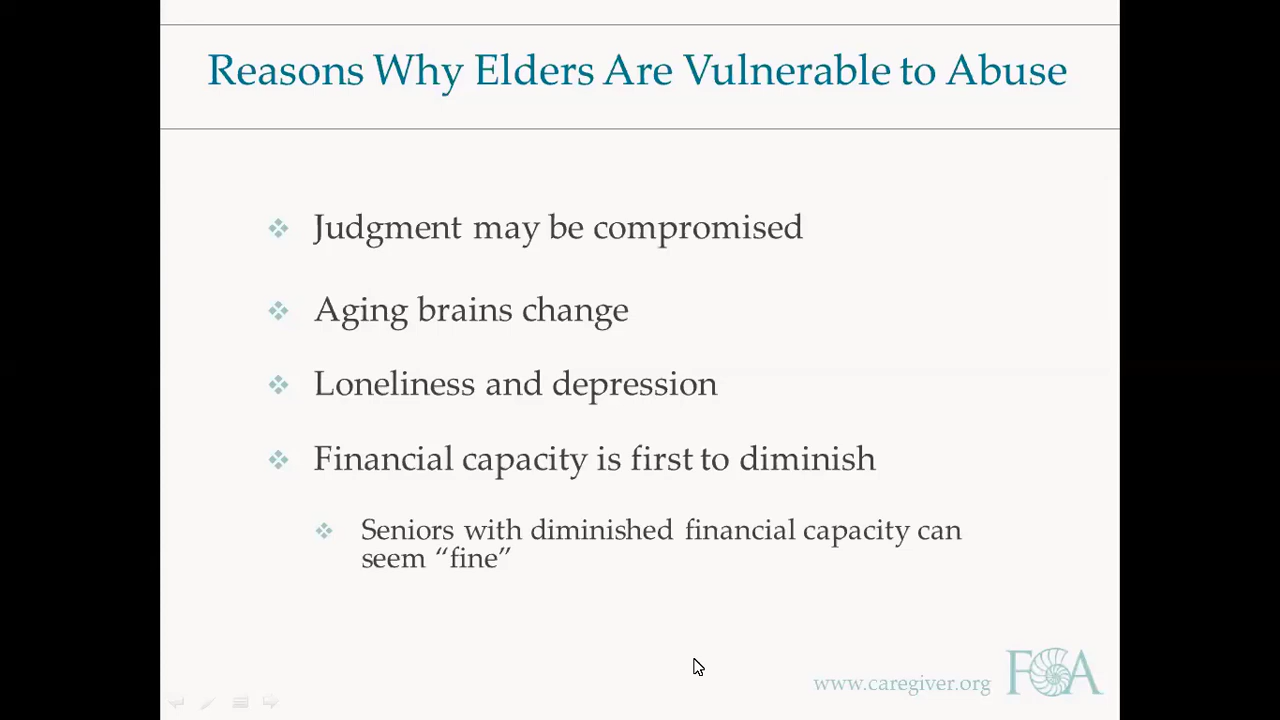 Reasons Why Elders Are Vulnerable to Abuse
Judgment may be compromised
Aging brains change
Loneliness and depression
Financial capacity is first to diminish
Seniors with diminished financial capacity can
seem “fine”
www.caregiver.org FCA